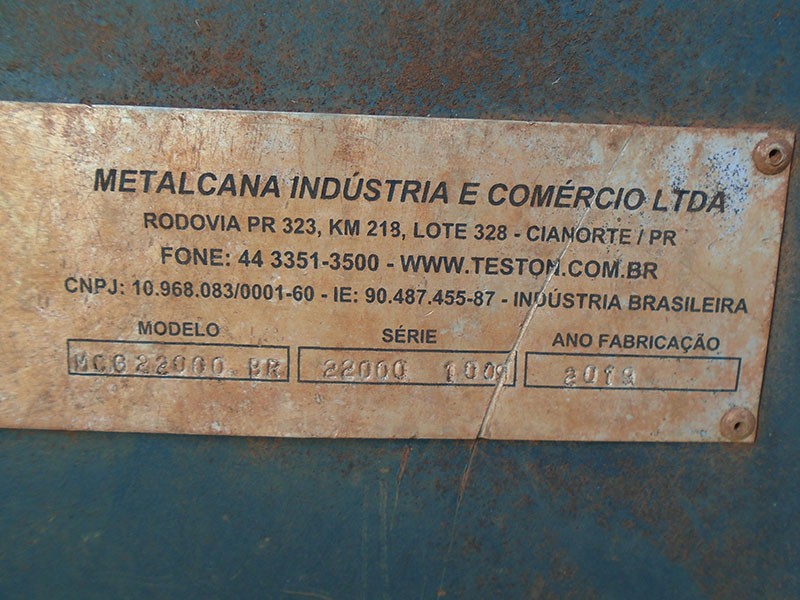 METALCANA INDÚSTRIA E COMÉRCIO LTDA
RODOVIA PR 323, KM 218, LOTE 328 - CIANORTE / PR
FONE: 44 3351-3500 - WWW.TESTON.COM.BR
CNPJ: 10.968.083/0001-60 - IE: 90.487.455-87 - INDÚSTRIA BRASILEIRA
MODELO SÉRIE ANO FABRICAÇÃO
BR 22000